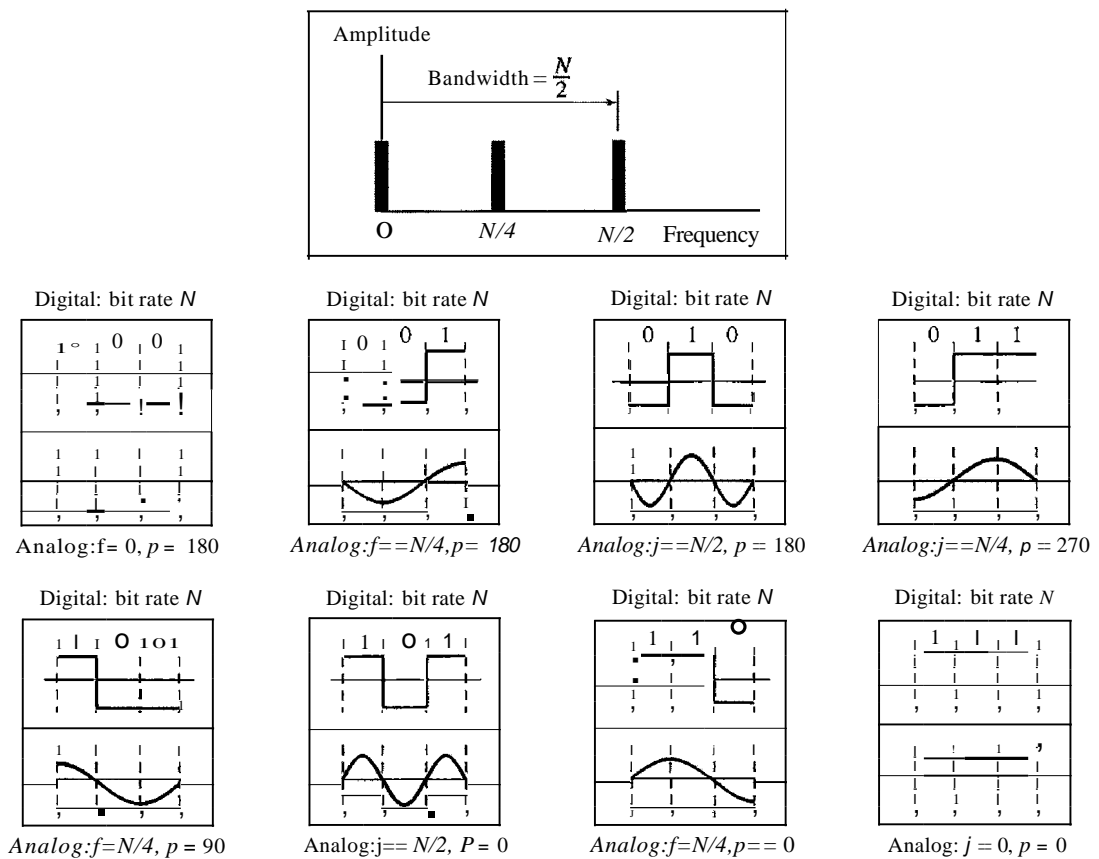 Amplitude
Bandwidth = N/2
O N/4 N/2 Frequency
Digital: bit rate N Digital: bit rate N Digital: bit rate N Digital: bit rate N
0 0 0 1 0 1 0 0 1 1
Analog:f= 0, p = 180 Analog:f==N/4,p= 180 Analog:j==N/2, p = 180 Analog:j==N/4, p = 270
Digital: bit rate N Digital: bit rate N Digital: bit rate N Digital: bit rate N
1 0 1 1 1 O
Analog:f=N/4, p = 90 Analog:j== N/2, P = 0 Analog:f=N/4,p== 0 Analog: j = 0, p = 0